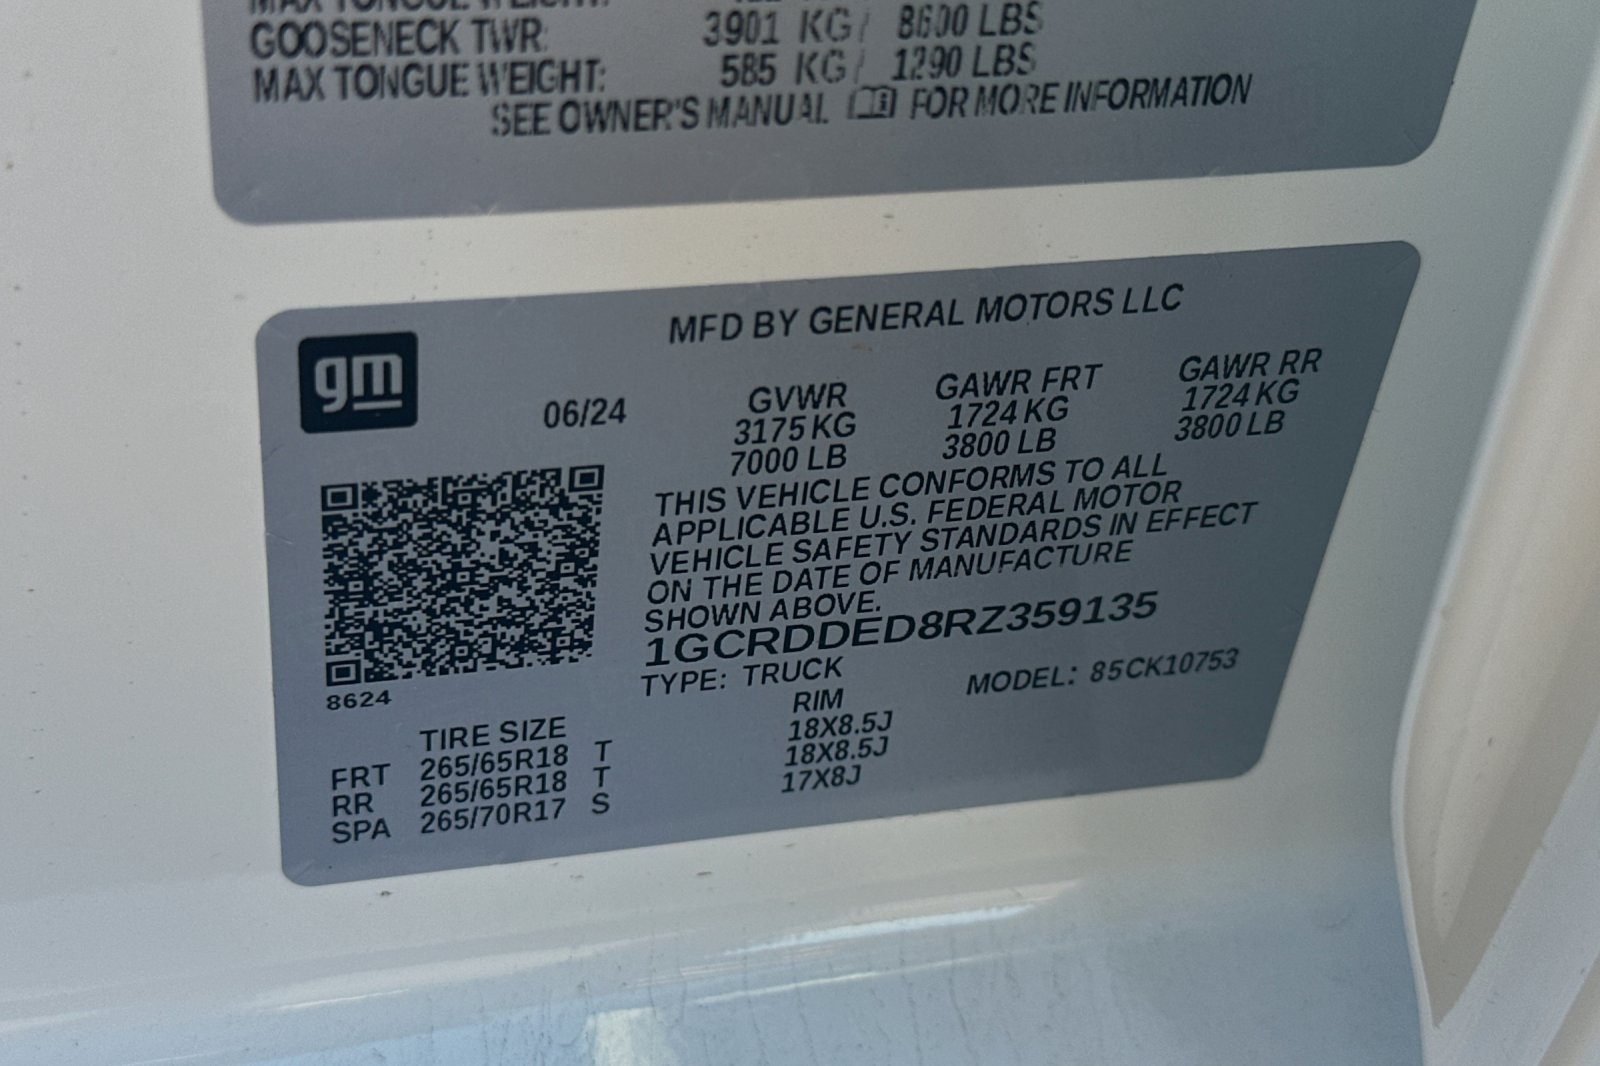 MAX TONGUE WEIGHT:
GOOSENECK TWR: 3901 KG / 8600 LBS
MAX TONGUE WEIGHT: 585 KG / 1290 LBS
SEE OWNER'S MANUAL FOR MORE INFORMATION
gm
MFD BY GENERAL MOTORS LLC
06/24 GVWR GAWR FRT GAWR RR
3175 KG 1724 KG 1724 KG
7000 LB 3800 LB 3800 LB
THIS VEHICLE CONFORMS TO ALL
APPLICABLE U.S. FEDERAL MOTOR
VEHICLE SAFETY STANDARDS IN EFFECT
ON THE DATE OF MANUFACTURE
SHOWN ABOVE.
1GCRDDED8RZ359135
8624
TYPE: TRUCK MODEL: 85CK10753
TIRE SIZE RIM
FRT 265/65R18 T 18X8.5J
RR 265/65R18 T 18X8.5J
SPA 265/70R17 S 17X8J